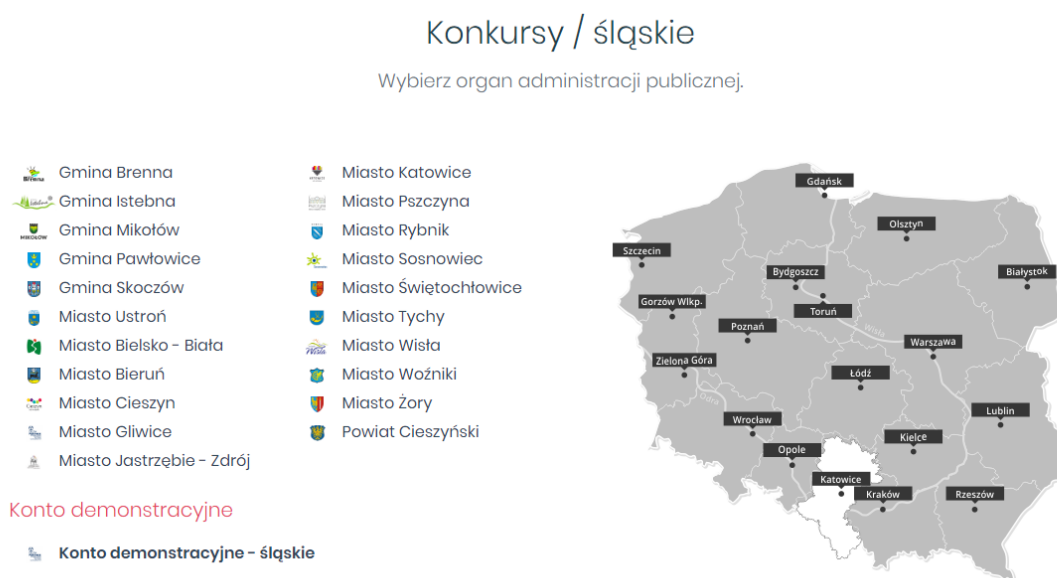 Konkursy / śląskie
Wybierz organ administracji publicznej.
Gmina Brenna
Gmina Istebna
Gmina Mikołów
Gmina Pawłowice
Gmina Skoczów
Miasto Ustroń
Miasto Bielsko - Biała
Miasto Bieruń
Miasto Cieszyn
Miasto Gliwice
Miasto Jastrzębie - Zdrój
Miasto Katowice
Miasto Pszczyna
Miasto Rybnik
Miasto Sosnowiec
Miasto Świętochłowice
Miasto Tychy
Miasto Wisła
Miasto Woźniki
Miasto Żory
Powiat Cieszyński
Konto demonstracyjne
Konto demonstracyjne - śląskie
Gdańsk
Olsztyn
Szczecin
Bydgoszcz
Białystok
Gorzów Wlkp.
Toruń
Poznań
Wisła
Warszawa
Zielona Góra
Łódź
Odra
Lublin
Wrocław
Kielce
Opole
Katowice
Kraków
Rzeszów